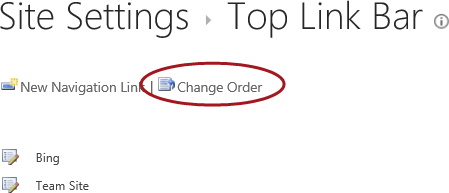 Site Settings ▸ Top Link Bar
New Navigation Link | Change Order
Bing
Team Site